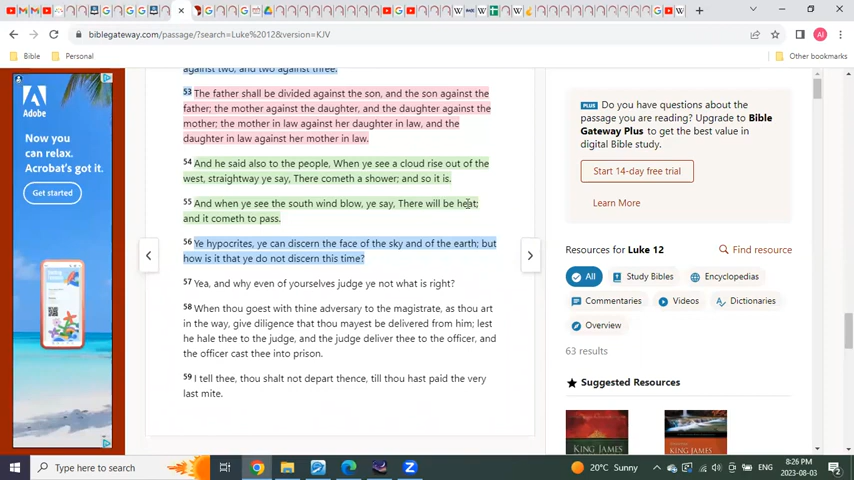 biblegateway.com/passage/?search=Luke%2012&version=KJV
AI
Bible
Personal
Other bookmarks
Adobe
Now you
can relax.
Acrobat's got it.
Get started
against two, and two against three.
53 The father shall be divided against the son, and the son against the
father; the mother against the daughter, and the daughter against the
mother; the mother in law against her daughter in law, and the
daughter in law against her mother in law.
54 And he said also to the people, When ye see a cloud rise out of the
west, straightway ye say, There cometh a shower; and so it is.
55 And when ye see the south wind blow, ye say, There will be heat;
and it cometh to pass.
56 Ye hypocrites, ye can discern the face of the sky and of the earth; but
how is it that ye do not discern this time?
57 Yea, and why even of yourselves judge ye not what is right?
58 When thou goest with thine adversary to the magistrate, as thou art
in the way, give diligence that thou mayest be delivered from him; lest
he hale thee to the judge, and the judge deliver thee to the officer, and
the officer cast thee into prison.
59 I tell thee, thou shalt not depart thence, till thou hast paid the very
last mite.
PLUS Do you have questions about the
passage you are reading? Upgrade to Bible
Gateway Plus to get the best value in
digital Bible study.
Start 14-day free trial
Learn More
Resources for Luke 12
Find resource
All
Study Bibles
Encyclopedias
Commentaries
Videos
Dictionaries
Overview
63 results
Suggested Resources
KING JAMES
KING JAMES
Type here to search
20°C Sunny
ENG
8:26 PM
2023-08-03
2